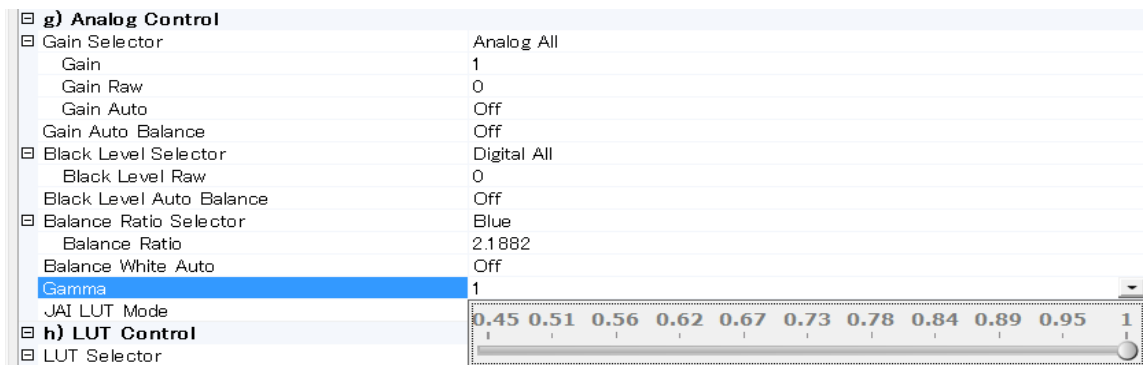 g) Analog Control
Gain Selector Analog All
Gain 1
Gain Raw 0
Gain Auto Off
Gain Auto Balance Off
Black Level Selector Digital All
Black Level Raw 0
Black Level Auto Balance Off
Balance Ratio Selector Blue
Balance Ratio 2.1882
Balance White Auto Off
Gamma 1
JAI LUT Mode
0.45 0.51 0.56 0.62 0.67 0.73 0.78 0.84 0.89 0.95 1
h) LUT Control
LUT Selector